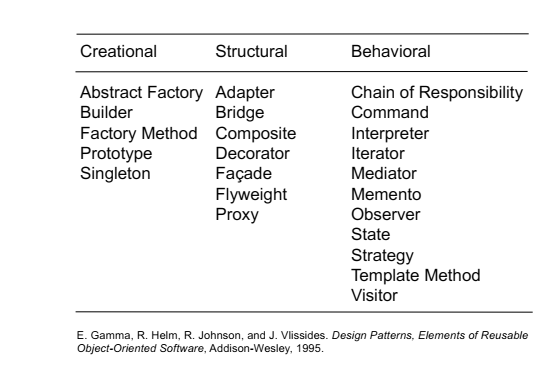 Creational Structural Behavioral
Abstract Factory Adapter Chain of Responsibility
Builder Bridge Command
Factory Method Composite Interpreter
Prototype Decorator Iterator
Singleton Façade Mediator
Flyweight Memento
Proxy Observer
State
Strategy
Template Method
Visitor
E. Gamma, R. Helm, R. Johnson, and J. Vlissides. Design Patterns, Elements of Reusable
Object-Oriented Software, Addison-Wesley, 1995.